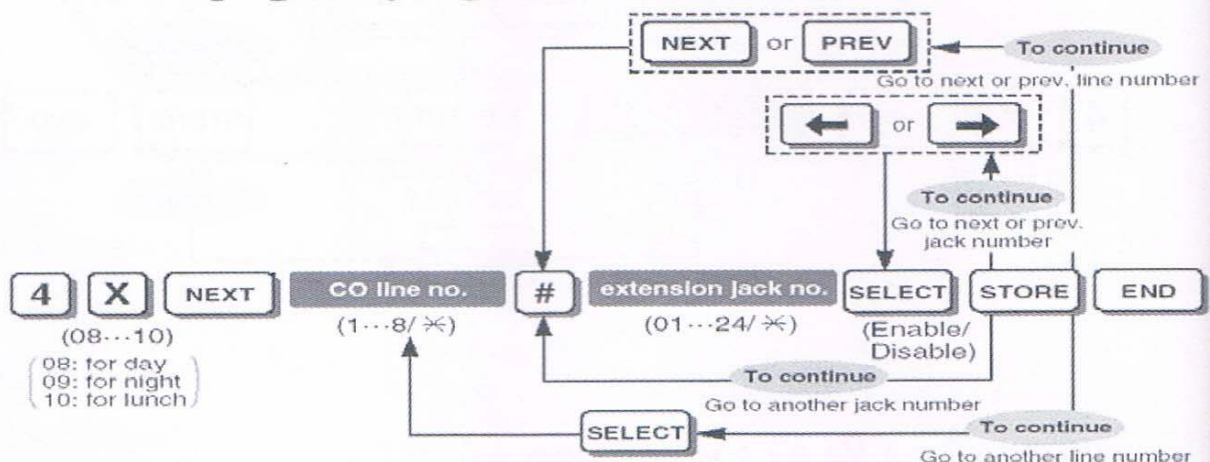 NEXT or PREV To continue
Go to next or prev. line number
← or →
To continue
Go to next or prev.
jack number
4 X NEXT CO line no. # extension jack no. SELECT STORE END
(08···10) (1···8/ ✕) (01···24/ ✕) (Enable/
Disable)
08: for day
09: for night
10: for lunch
To continue
Go to another jack number
SELECT To continue
Go to another line number